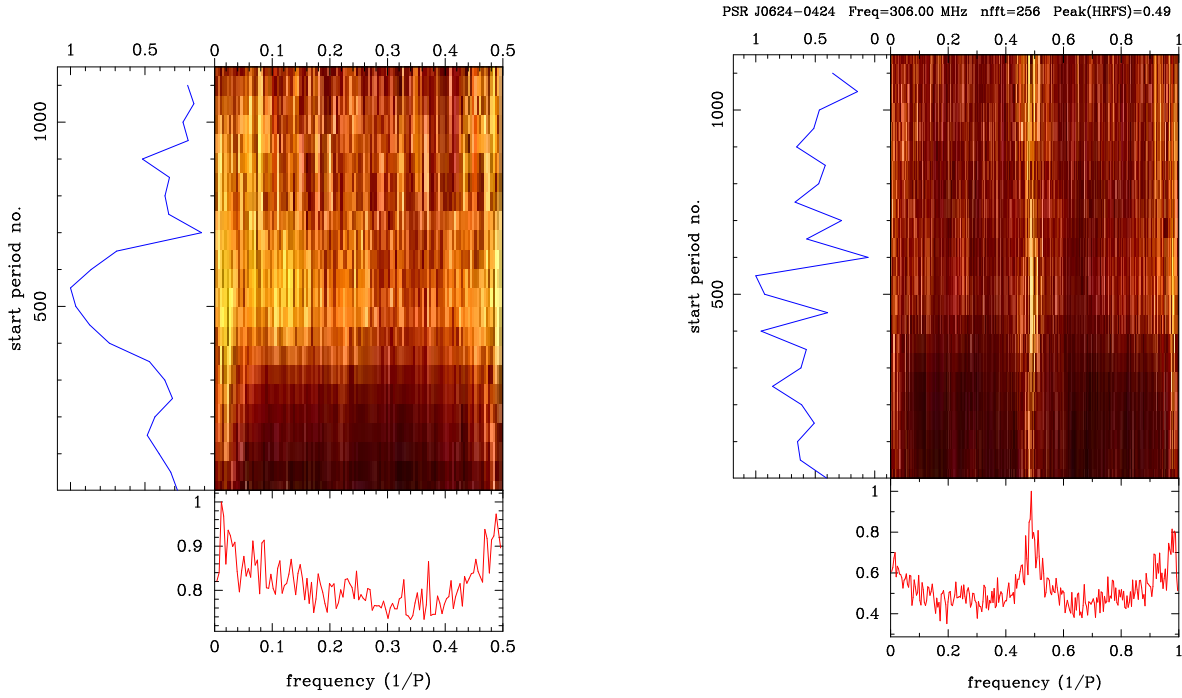 PSR J0624−0424 Freq=306.00 MHz nfft=256 Peak(HRFS)=0.49
1 0.5 0 0.1 0.2 0.3 0.4 0.5
1 0.5 0 0 0.2 0.4 0.6 0.8 1
start period no.
500 1000
start period no.
500 1000
1
0.9
0.8
0 0.1 0.2 0.3 0.4 0.5
frequency (1/P)
1
0.8
0.6
0.4
0 0.2 0.4 0.6 0.8 1
frequency (1/P)